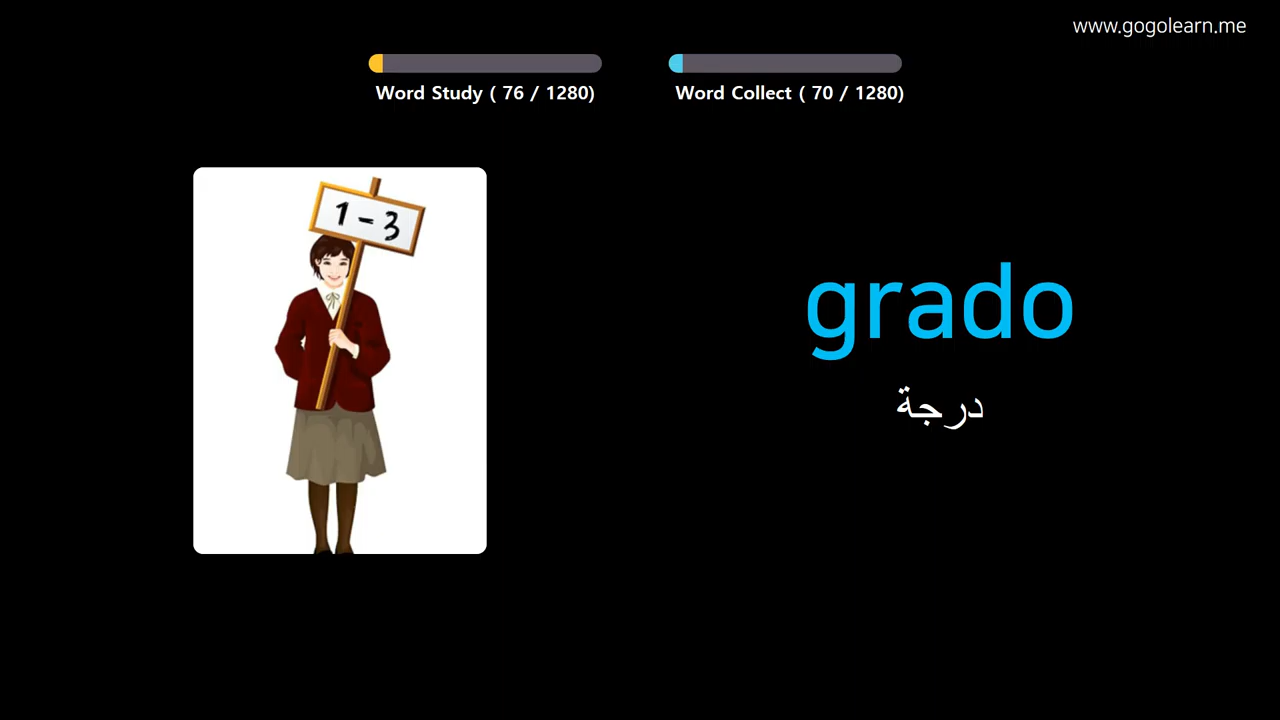 www.gogolearn.me
Word Study ( 76 / 1280)
Word Collect ( 70 / 1280)
1 - 3
grado
درجة